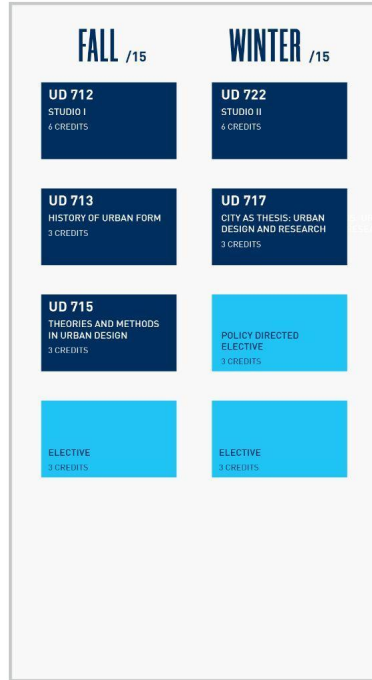 FALL /15
UD 712
STUDIO I
6 CREDITS
UD 713
HISTORY OF URBAN FORM
3 CREDITS
UD 715
THEORIES AND METHODS
IN URBAN DESIGN
3 CREDITS
ELECTIVE
3 CREDITS
WINTER /15
UD 722
STUDIO II
6 CREDITS
UD 717
CITY AS THESIS: URBAN
DESIGN AND RESEARCH
3 CREDITS
POLICY DIRECTED
ELECTIVE
3 CREDITS
ELECTIVE
3 CREDITS